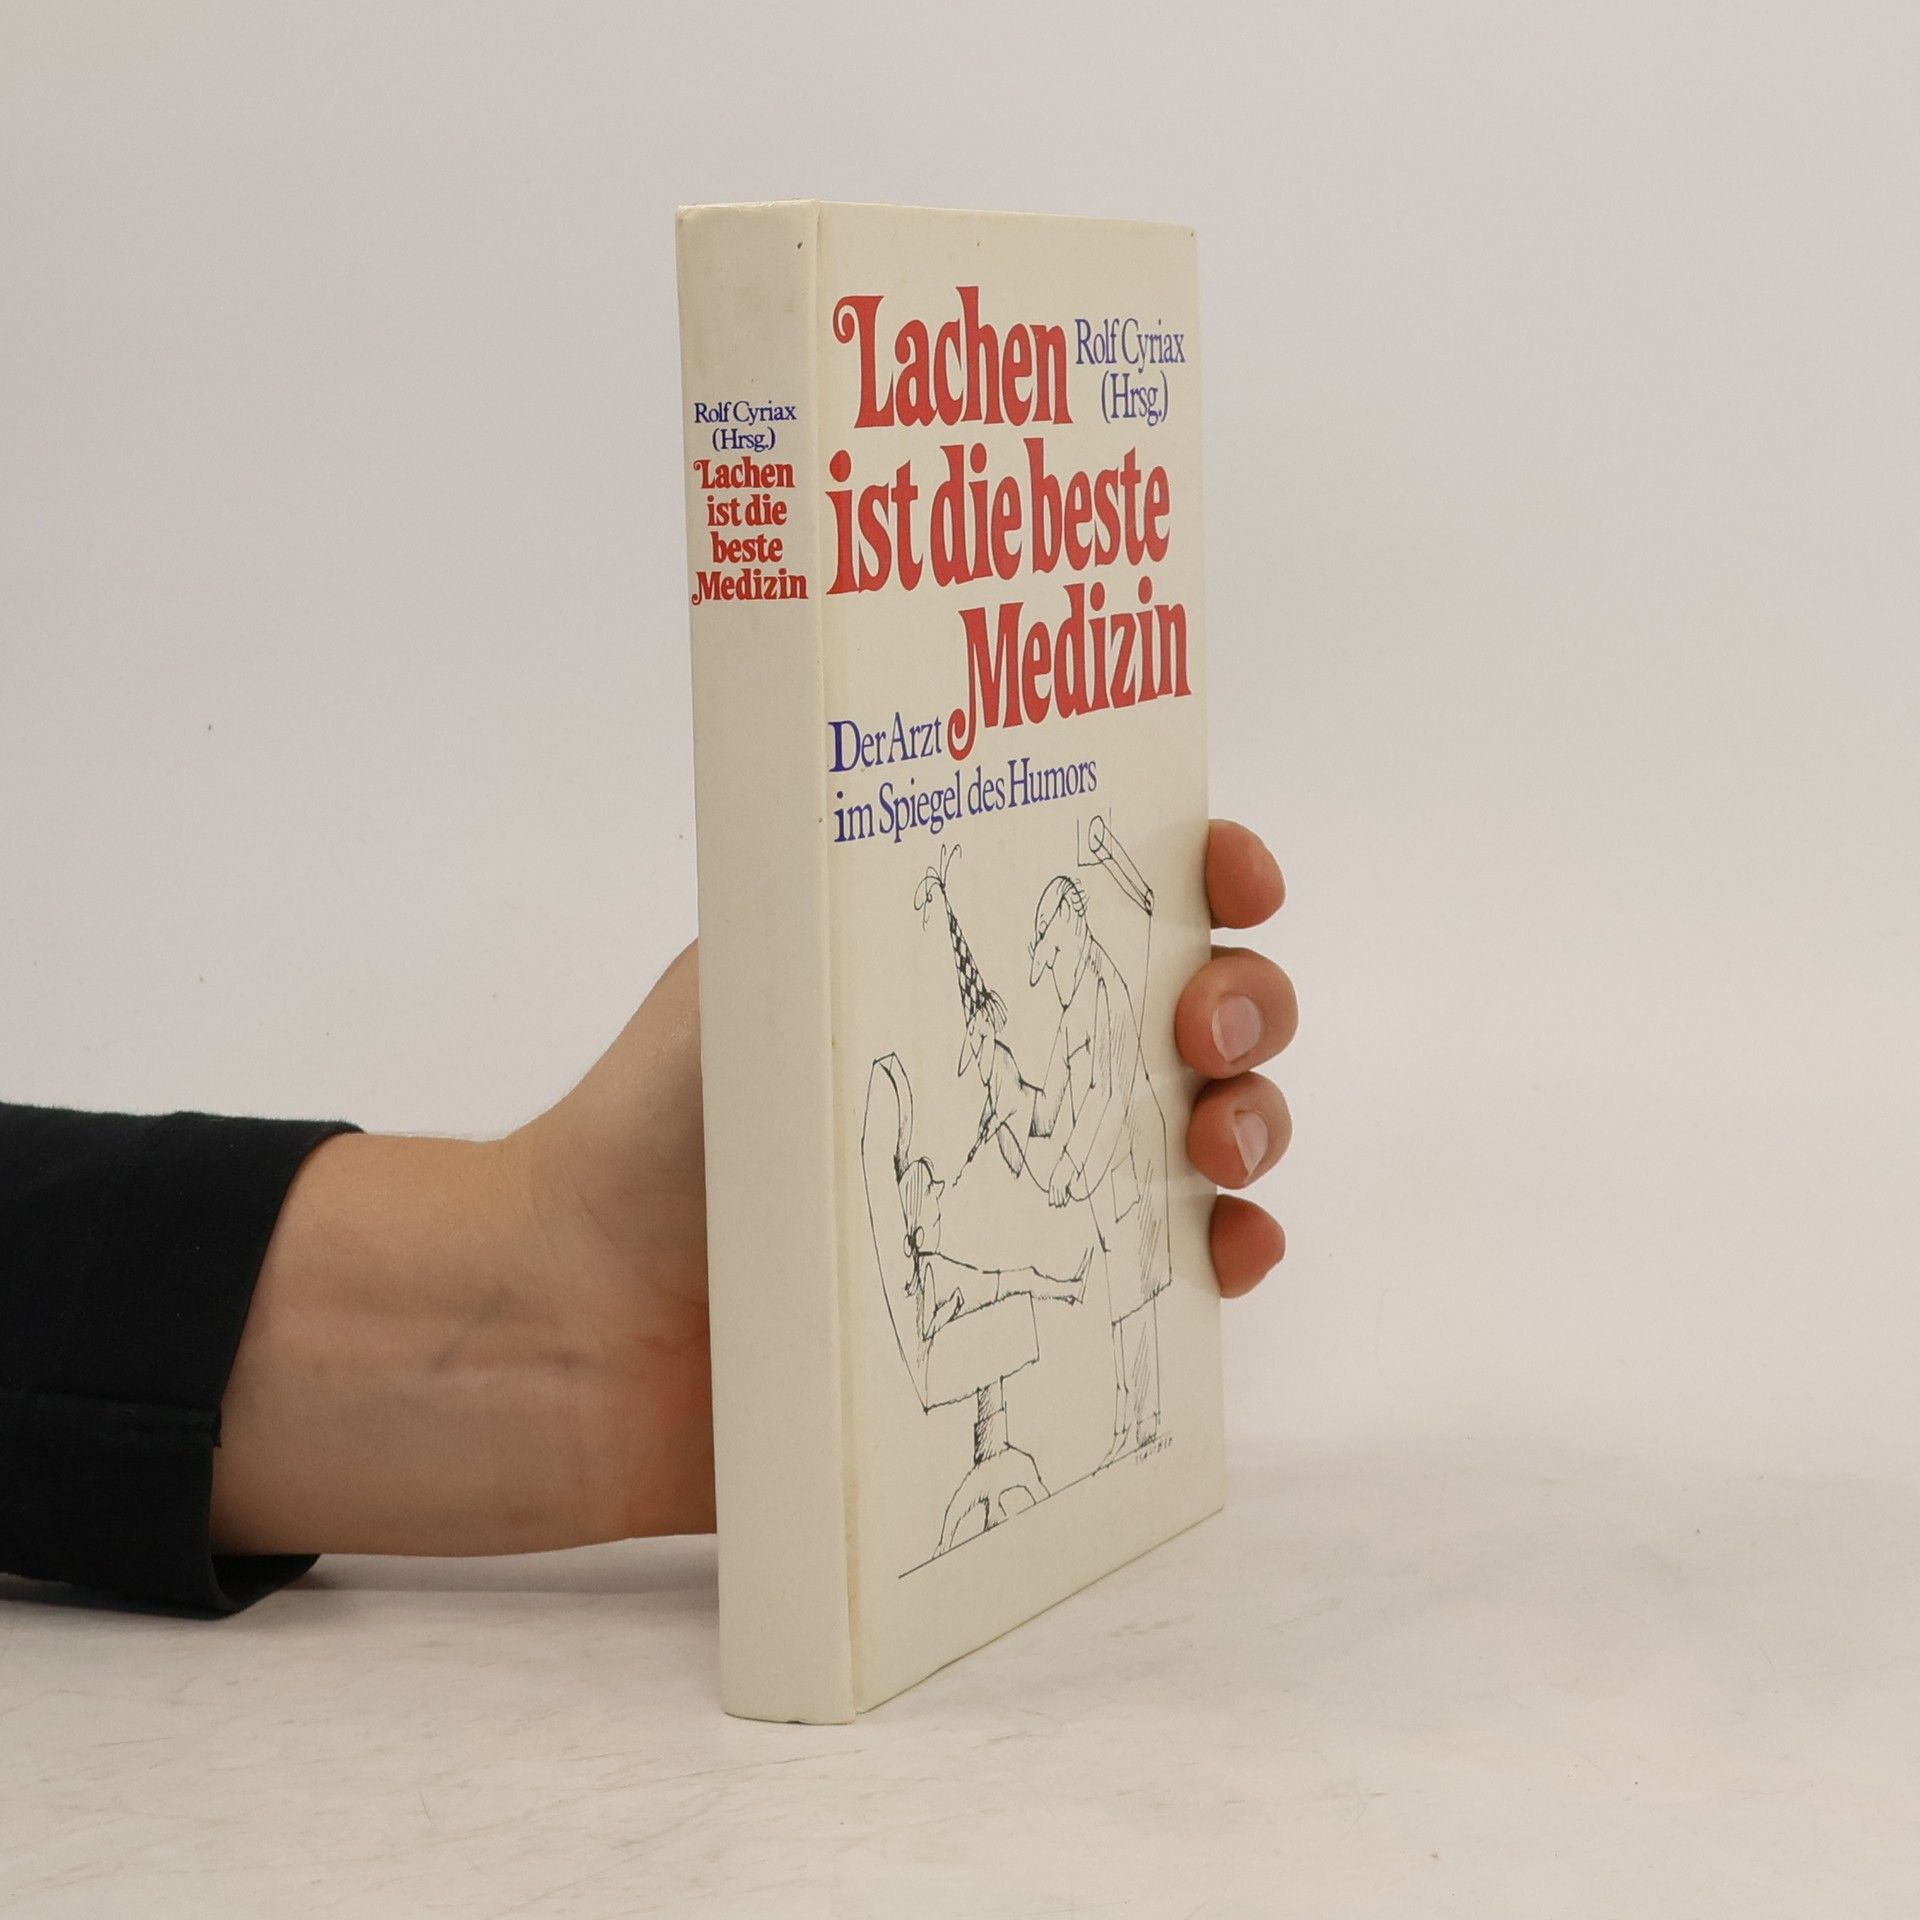 Rolf Cyriax
(Hrsg.)
Lachen
ist die
beste
Medizin
Lachen
Rolf Cyriax
(Hrsg.)
ist die beste
Medizin
Der Arzt
im Spiegel des Humors